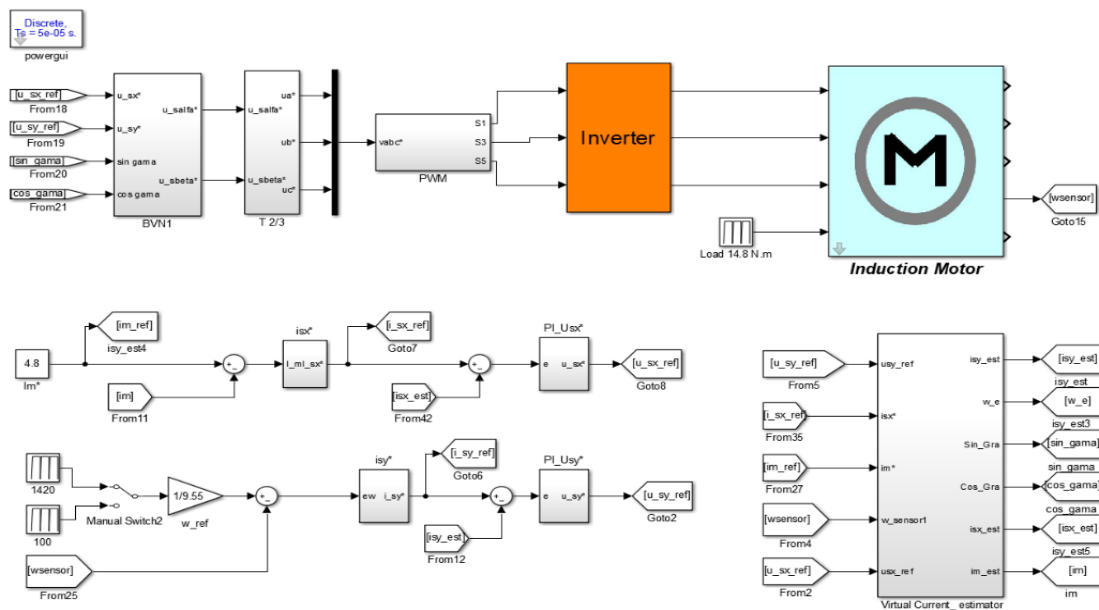 Discrete,
Ts = 5e-05 s.
powergui
[u_sx_ref]
From18
[u_sy_ref]
From19
[sin_gama]
From20
[cos_gama]
From21
u_sx*
u_sy*
sin gama
cos gama
u_salfa*
u_sbeta*
BVN1
u_salfa*
u_sbeta*
ua*
ub*
uc*
T 2/3
vabc*
S1
S3
S5
PWM
Inverter
Load 14.8 N.m
M
Induction Motor
[wsensor]
Goto15
4.8
Im*
[im_ref]
isy_est4
[im]
From11
isx*
i_mi_sx*
[i_sx_ref]
Goto7
[isx_est]
From42
PI_Usx*
e
u_sx*
[u_sx_ref]
Goto8
1420
100
Manual Switch2
1/9.55
w_ref
[wsensor]
From25
isy*
ew
i_sy*
[i_sy_ref]
Goto6
[isy_est]
From12
PI_Usy*
e
u_sy*
[u_sy_ref]
Goto2
[u_sy_ref]
From5
[i_sx_ref]
From35
[im_ref]
From27
[wsensor]
From4
[u_sx_ref]
From2
usy_ref
isx*
im*
w_sensor1
usx_ref
isy_est
w_e
Sin_Gra
Cos_Gra
isx_est
im_est
Virtual Current_ estimator
[isy_est]
isy_est
[w_e]
isy_est3
[sin_gama]
sin_gama
[cos_gama]
cos_gama
[isx_est]
isy_est5
[im]
im